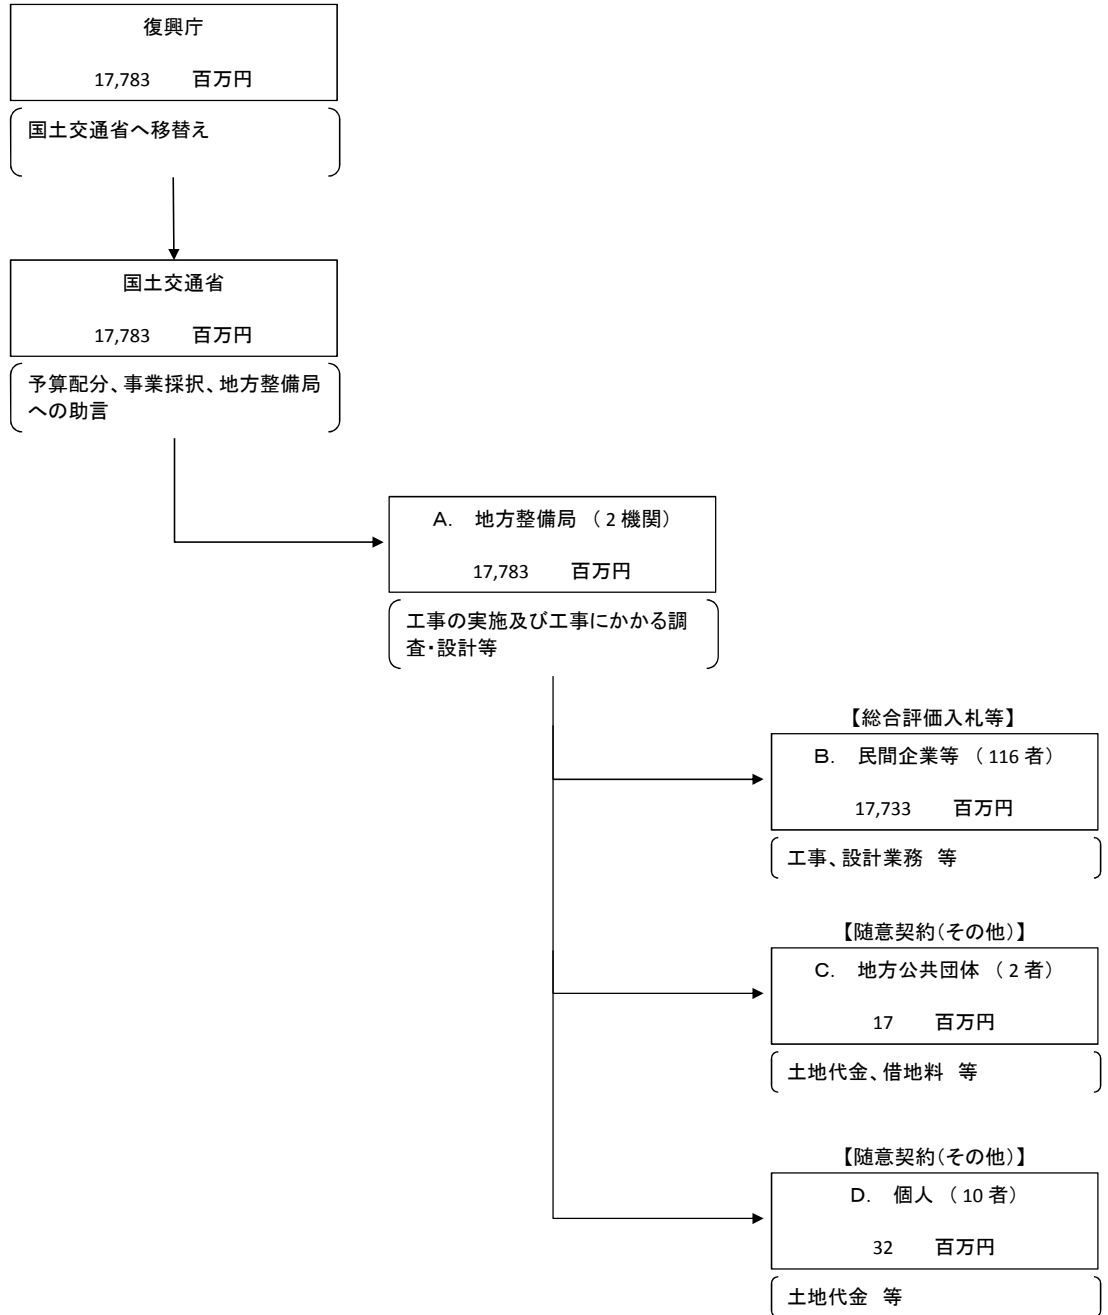 復興庁
17,783 百万円
国土交通省へ移替え
国土交通省
17,783 百万円
予算配分、事業採択、地方整備局
への助言
A. 地方整備局 ( 2 機関)
17,783 百万円
工事の実施及び工事にかかる調
査・設計等
【総合評価入札等】
B. 民間企業等 ( 116 者)
17,733 百万円
工事、設計業務 等
【随意契約(その他)】
C. 地方公共団体 ( 2 者)
17 百万円
土地代金、借地料 等
【随意契約(その他)】
D. 個人 ( 10 者)
32 百万円
土地代金 等